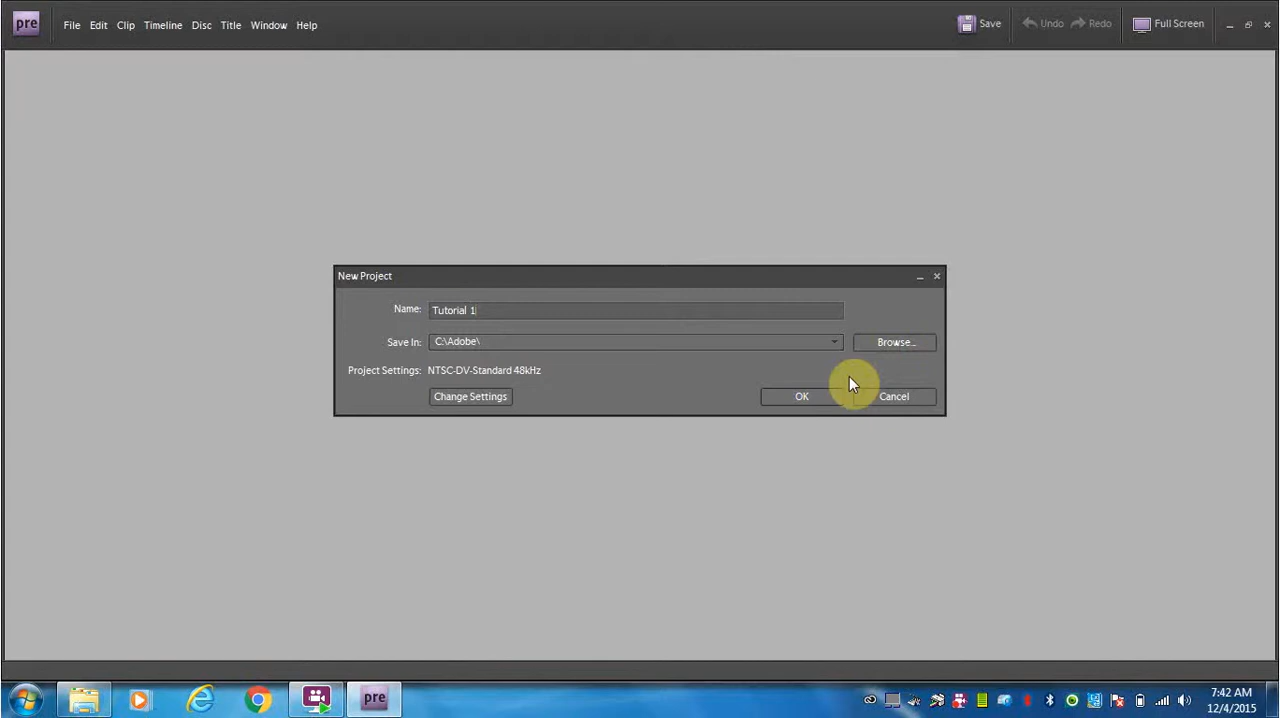 pre File Edit Clip Timeline Disc Title Window Help Save Undo Redo Full Screen
New Project
Name: Tutorial 1
Save In: C:\Adobe\ Browse...
Project Settings: NTSC-DV-Standard 48kHz
Change Settings OK Cancel
pre 7:42 AM
12/4/2015